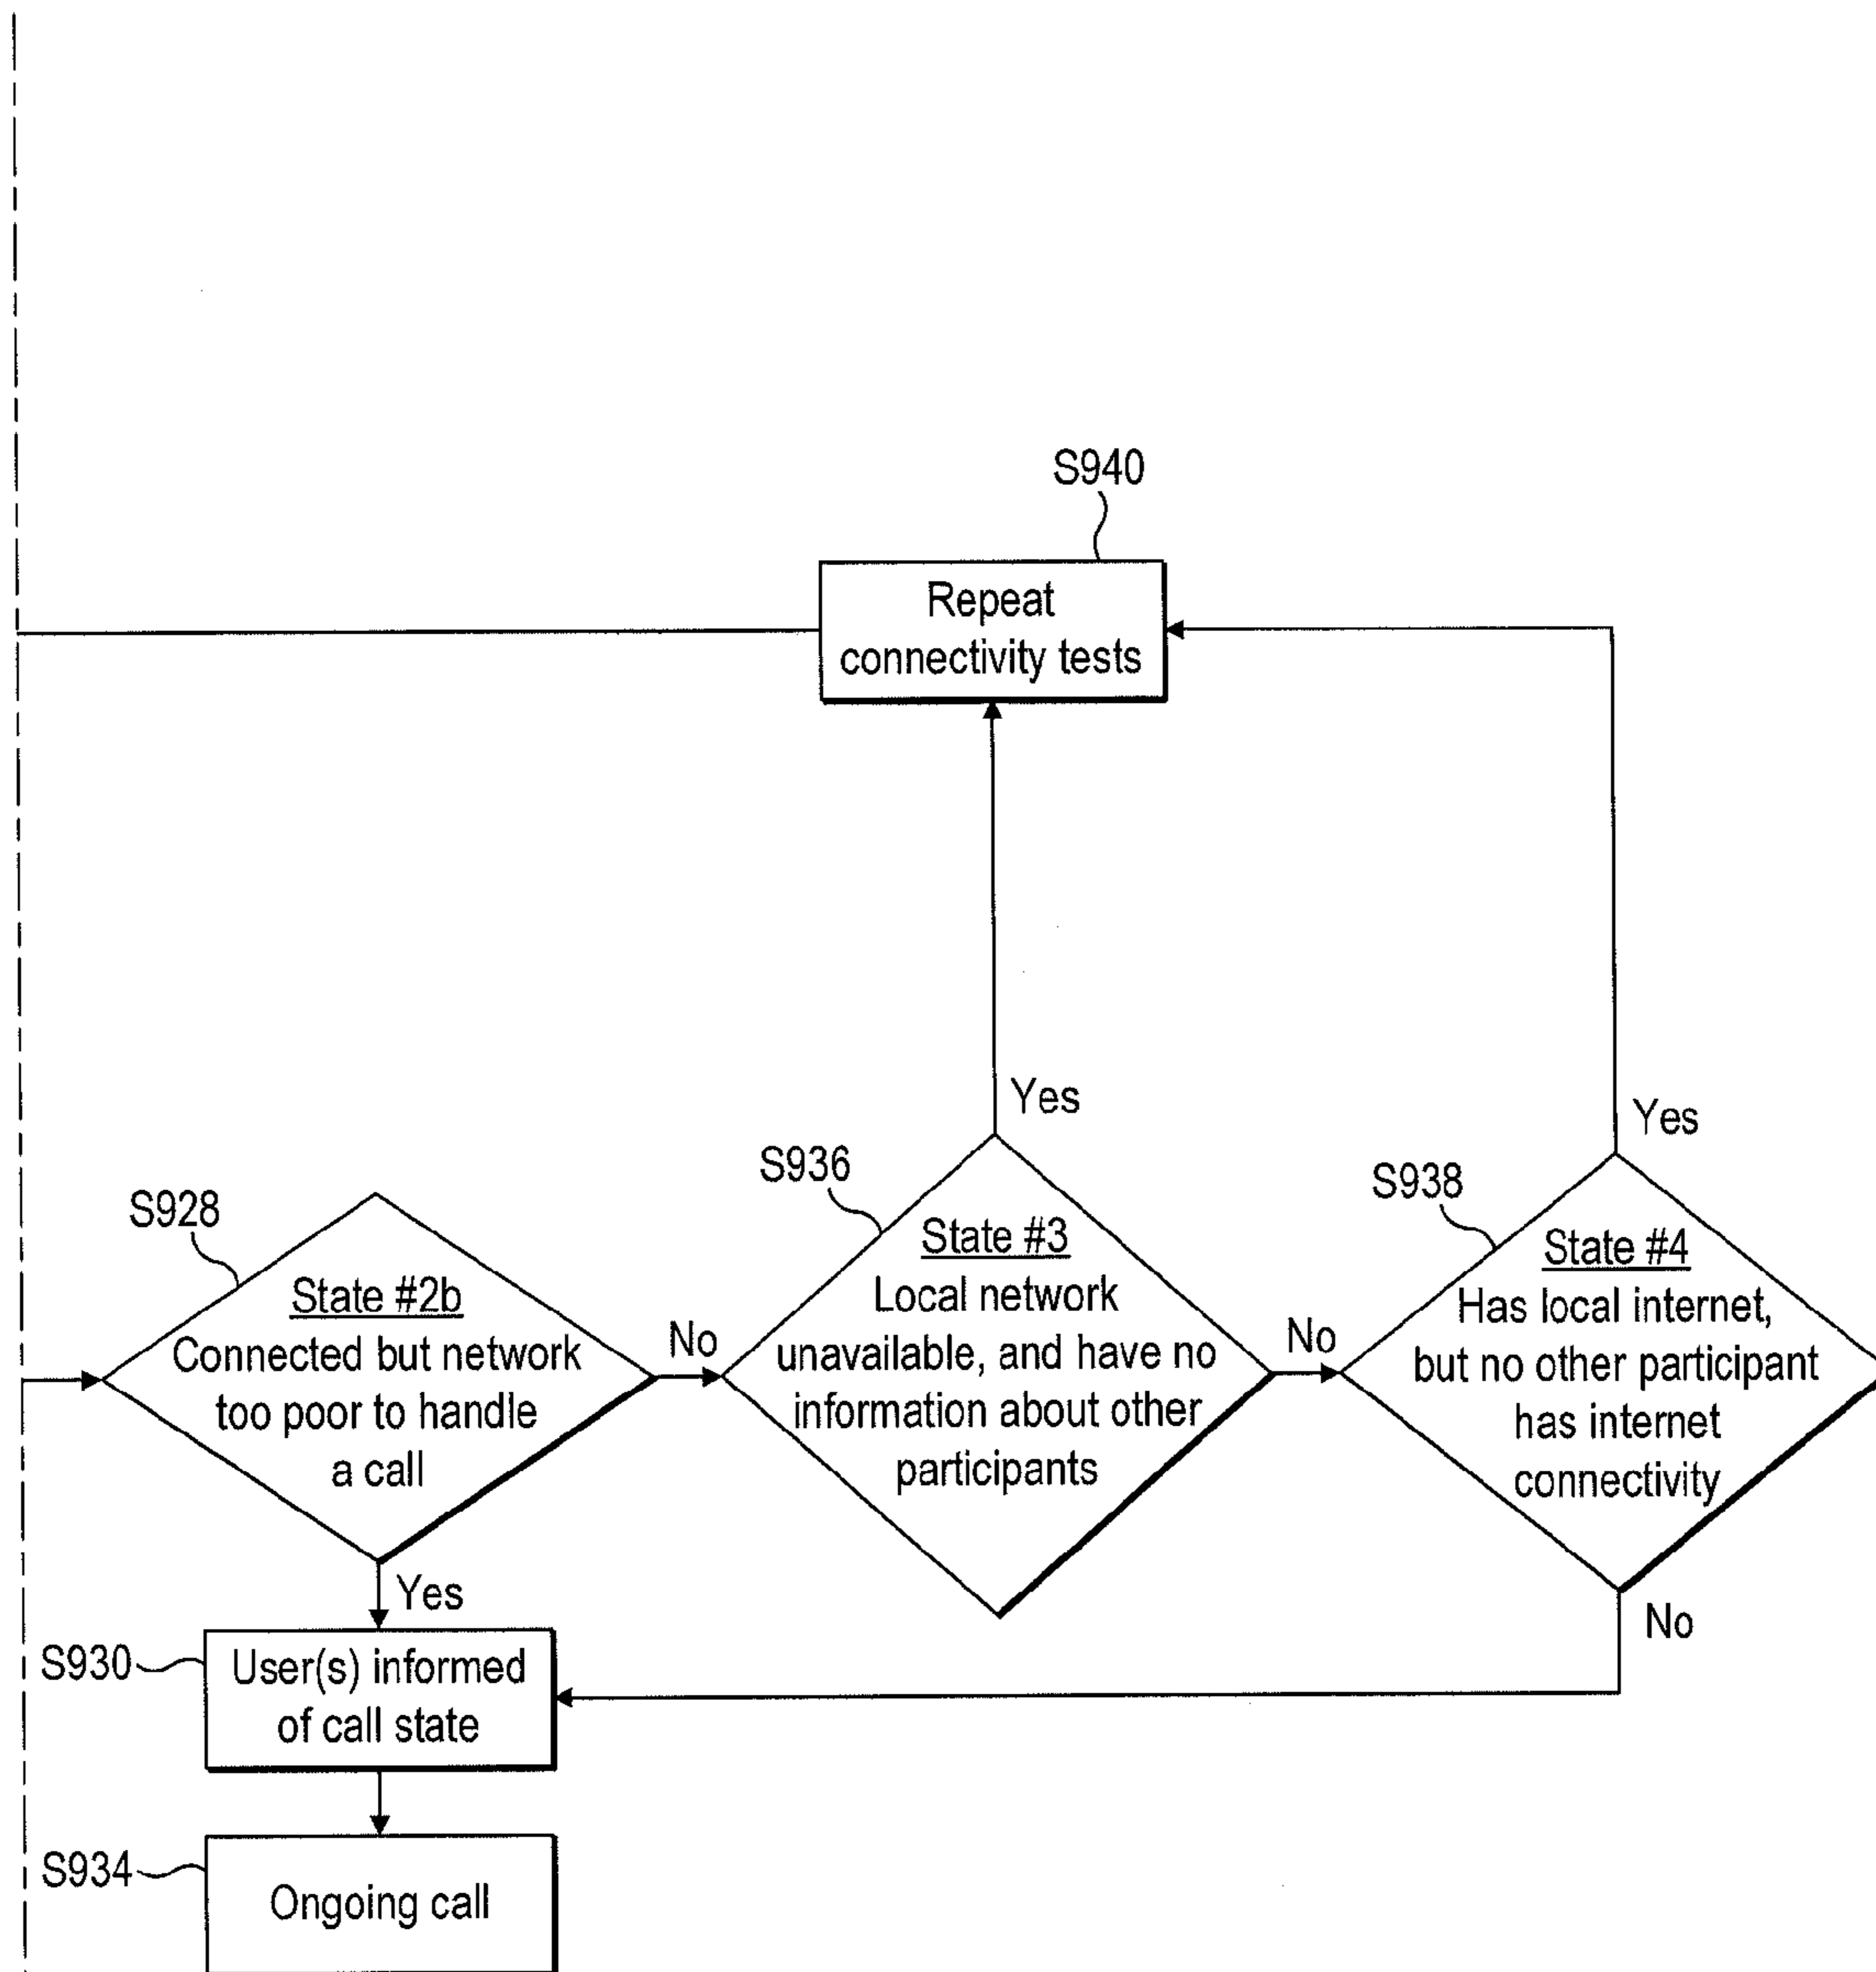 S940
Repeat
connectivity tests
Yes
Yes
S928
State #2b
Connected but network
too poor to handle
a call
No
S936
State #3
Local network
unavailable, and have no
information about other
participants
No
S938
State #4
Has local internet,
but no other participant
has internet
connectivity
Yes
No
S930
User(s) informed
of call state
S934
Ongoing call